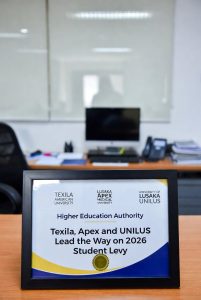 TEXILA
AMERICAN
UNIVERSITY
LUSAKA
APEX
MEDICAL
UNIVERSITY
UNIVERSITY OF
LUSAKA
UNILUS
Higher Education Authority
Texila, Apex and UNILUS
Lead the Way on 2026
Student Levy